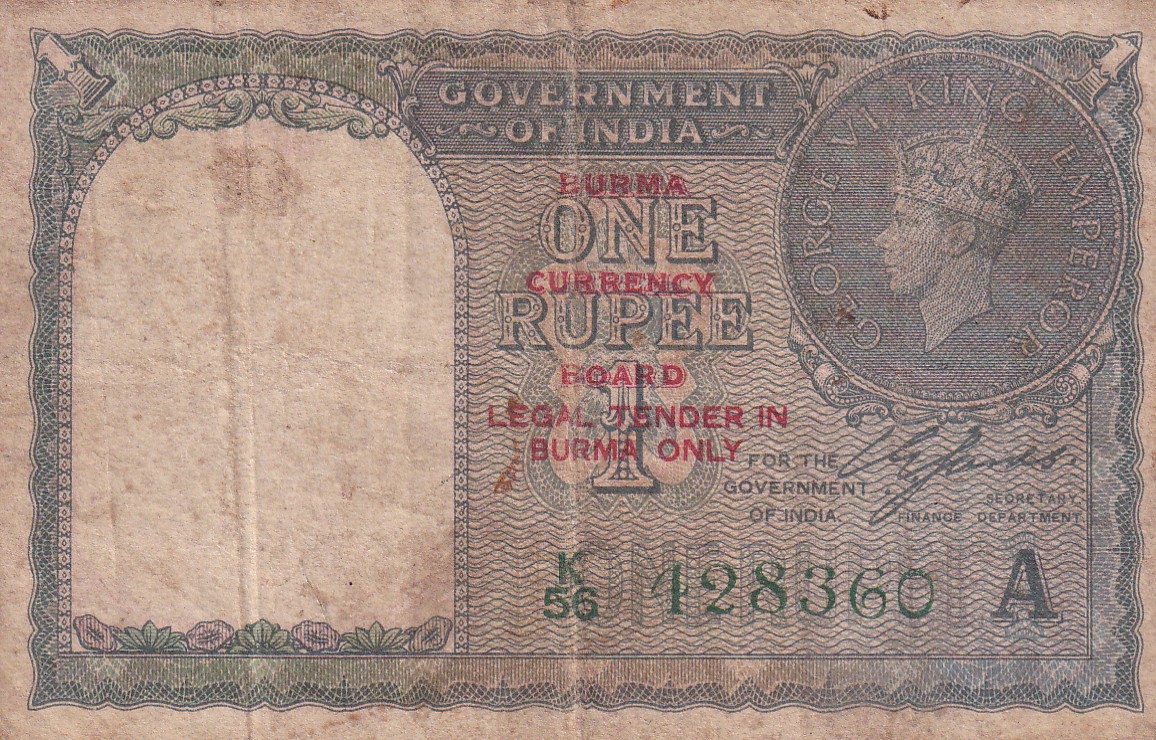 GOVERNMENT
OF INDIA
GEORGE VI KING EMPEROR
BURMA
ONE
CURRENCY
RUPEE
BOARD
1
LEGAL TENDER IN
BURMA ONLY
FOR THE
GOVERNMENT
OF INDIA.
SECRETARY,
FINANCE DEPARTMENT.
K
56
428360
A